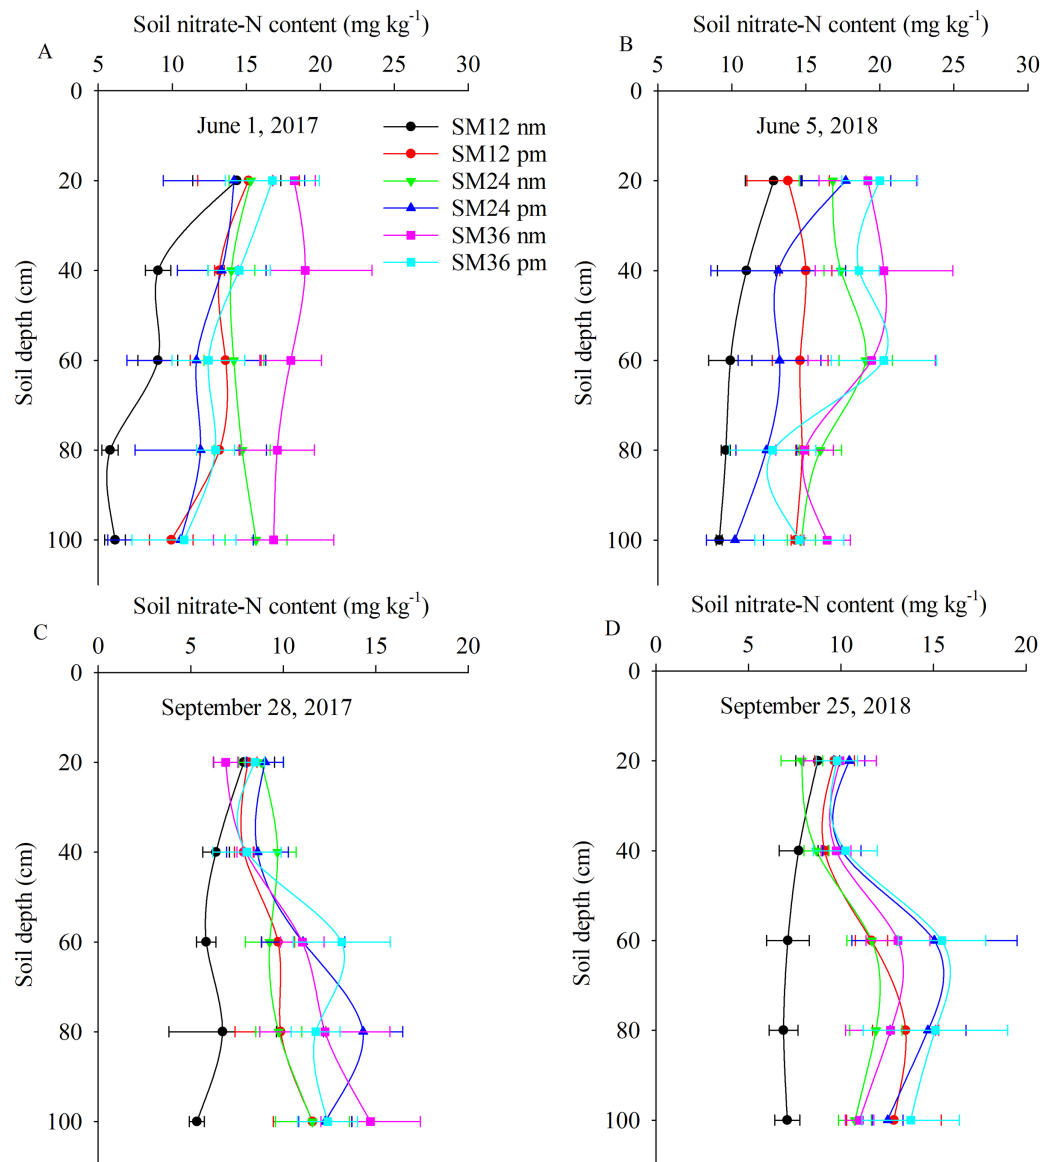 Soil nitrate-N content (mg kg⁻¹)
A
5 10 15 20 25 30
0
20
40
60
80
100
Soil depth (cm)
June 1, 2017
SM12 nm
SM12 pm
SM24 nm
SM24 pm
SM36 nm
SM36 pm
Soil nitrate-N content (mg kg⁻¹)
B
5 10 15 20 25 30
0
20
40
60
80
100
Soil depth (cm)
June 5, 2018
Soil nitrate-N content (mg kg⁻¹)
C
0 5 10 15 20
0
20
40
60
80
100
Soil depth (cm)
September 28, 2017
Soil nitrate-N content (mg kg⁻¹)
D
0 5 10 15 20
0
20
40
60
80
100
Soil depth (cm)
September 25, 2018